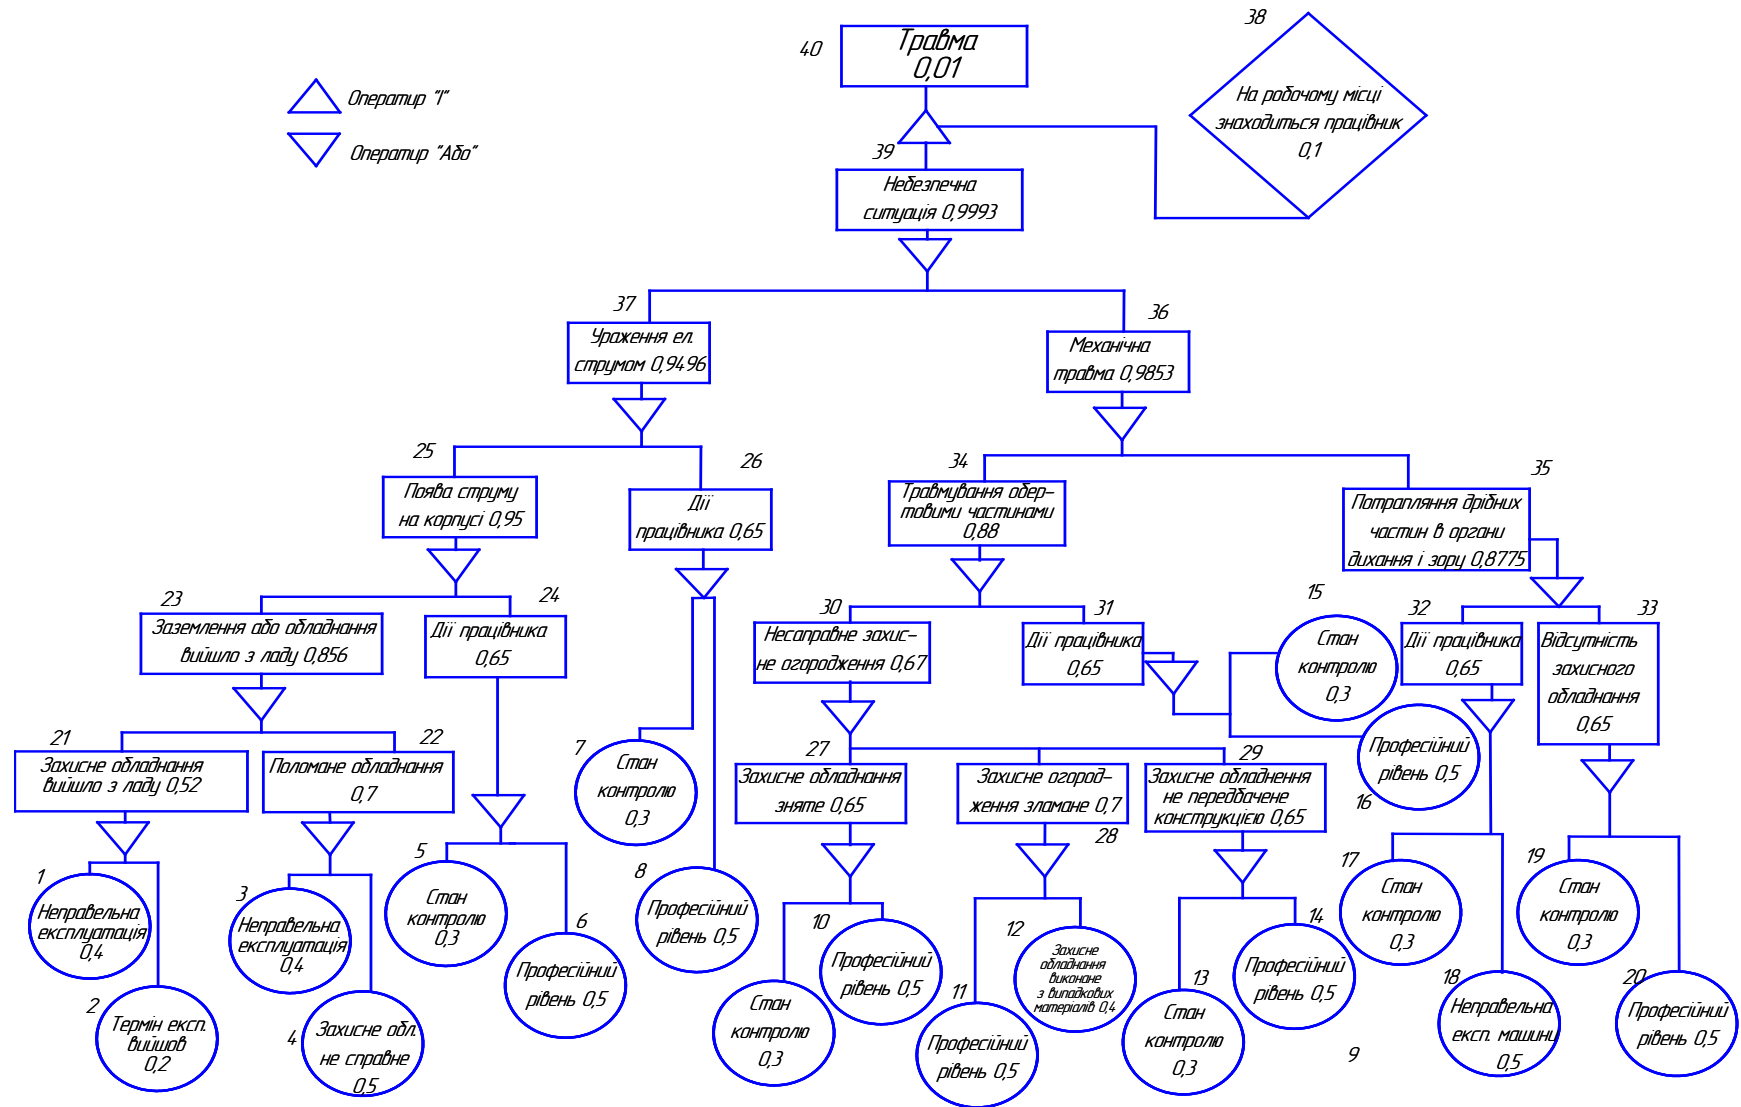 38
40
Травма
0,01
На робочому місці
знаходиться працівник
0,1
Оператир "І"
Оператир "Або"
39
Небезпечна
ситуація 0,9993
37
Ураження ел.
струмом 0,9496
36
Механічна
травма 0,9853
25
Поява струму
на корпусі 0,95
26
Дії
працівника 0,65
34
Травмування обер-
товими частинами
0,88
35
Потрапляння дрібних
частин в органи
дихання і зору 0,8775
23
Заземлення або обладнання
вийшло з ладу 0,856
24
Дії працівника
0,65
30
Несаправне захис-
не огородження 0,67
31
Дії працівника
0,65
15
Стан
контролю
0,3
32
Дії працівника
0,65
33
Відсутність
захисного
обладнання
0,65
21
Захисне обладнання
вийшло з ладу 0,52
22
Поломане обладнання
0,7
7
Стан
контролю
0,3
27
Захисне обладнання
зняте 0,65
Захисне огород-
ження зламане 0,7
28
29
Захисне обладнення
не передбачене
конструкцією 0,65
Професійний
рівень 0,5
16
1
Неправельна
експлуатація
0,4
2
Термін експ.
вийшов
0,2
3
Неправельна
експлуатація
0,4
4
Захисне обл.
не справне
0,5
5
Стан
контролю
0,3
6
Професійний
рівень 0,5
8
Професійний
рівень 0,5
Стан
контролю
0,3
10
Професійний
рівень 0,5
11
Професійний
рівень 0,5
12
Захисне
обладнання
виконане
з випадкових
матеріалів 0,4
13
Стан
контролю
0,3
14
Професійний
рівень 0,5
9
17
Стан
контролю
0,3
18
Неправельна
експ. машини
0,5
19
Стан
контролю
0,3
20
Професійний
рівень 0,5